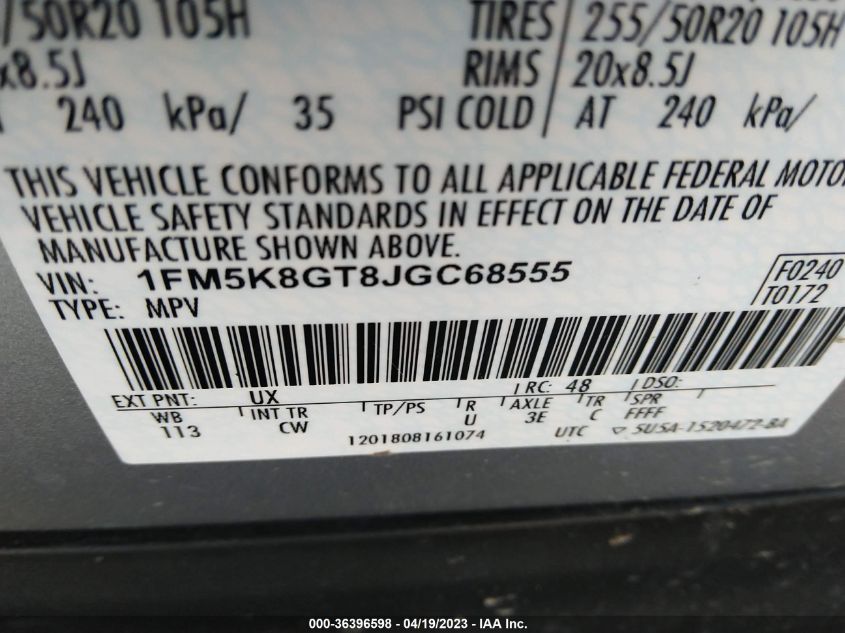 /50R20 105H TIRES 255/50R20 105H
x8.5J RIMS 20x8.5J
240 kPa/ 35 PSI COLD AT 240 kPa/
THIS VEHICLE CONFORMS TO ALL APPLICABLE FEDERAL MOTO
VEHICLE SAFETY STANDARDS IN EFFECT ON THE DATE OF
MANUFACTURE SHOWN ABOVE.
VIN: 1FM5K8GT8JGC68555 F0240
TYPE: MPV T0172
EXT PNT: UX RC: 48 DSO:
WB INT TR TP/PS R AXLE TR SPR
113 CW U 3E C FFFF
1201808161074 UTC ▽ 5U5A-1520472-BA
000-36396598 - 04/19/2023 - IAA Inc.